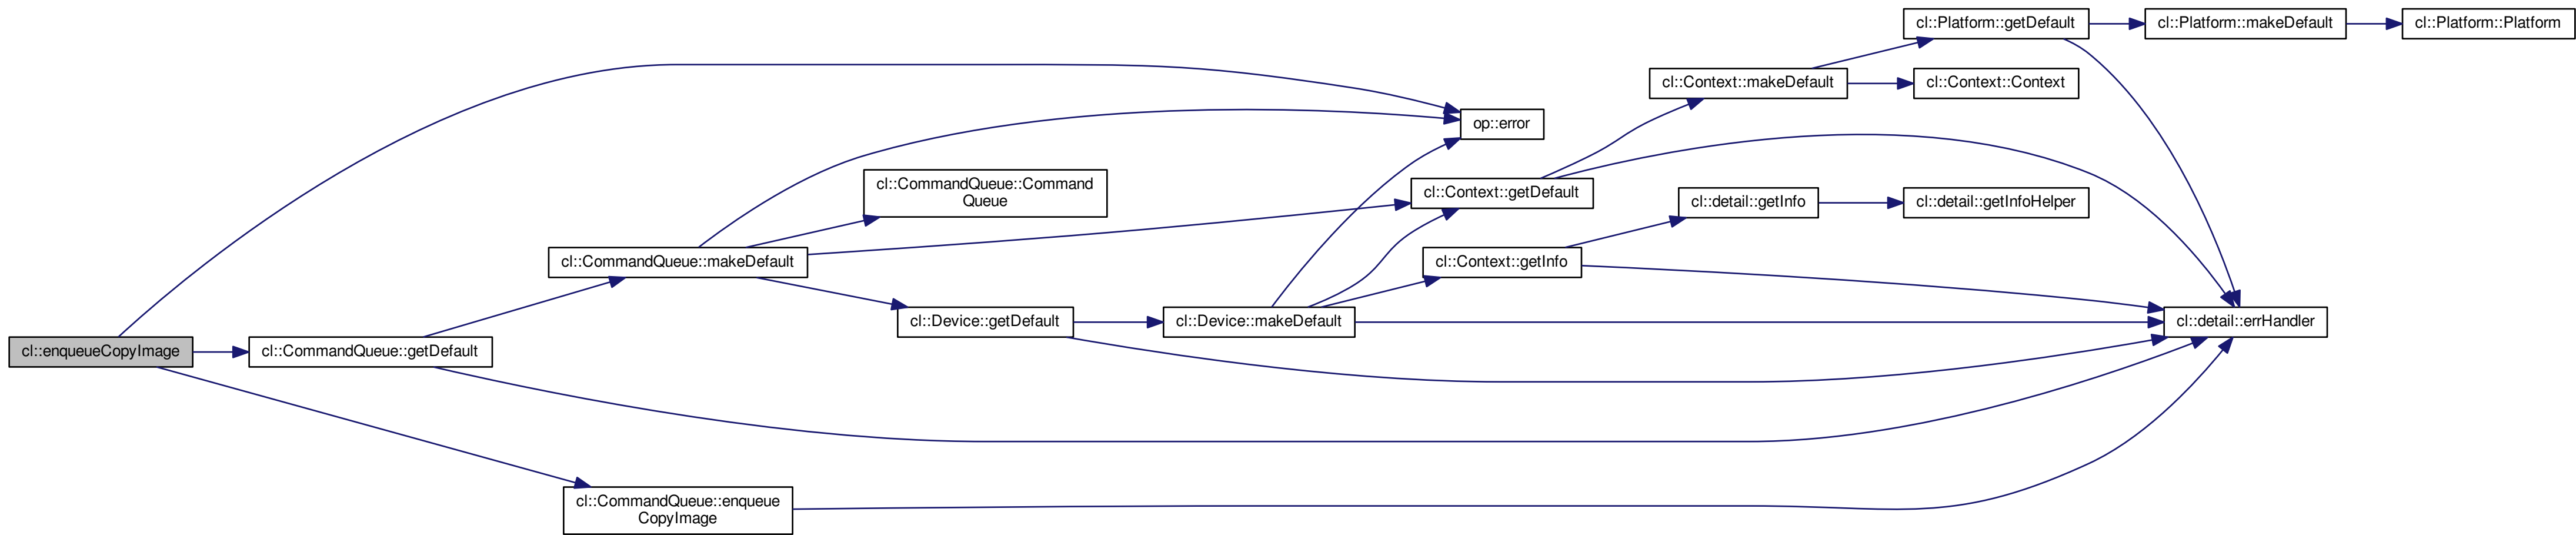 cl::Platform::getDefault
cl::Platform::makeDefault
cl::Platform::Platform
cl::Context::makeDefault
cl::Context::Context
op::error
cl::CommandQueue::Command
Queue
cl::Context::getDefault
cl::detail::getInfo
cl::detail::getInfoHelper
cl::CommandQueue::makeDefault
cl::Context::getInfo
cl::Device::getDefault
cl::Device::makeDefault
cl::detail::errHandler
cl::enqueueCopyImage
cl::CommandQueue::getDefault
cl::CommandQueue::enqueue
CopyImage